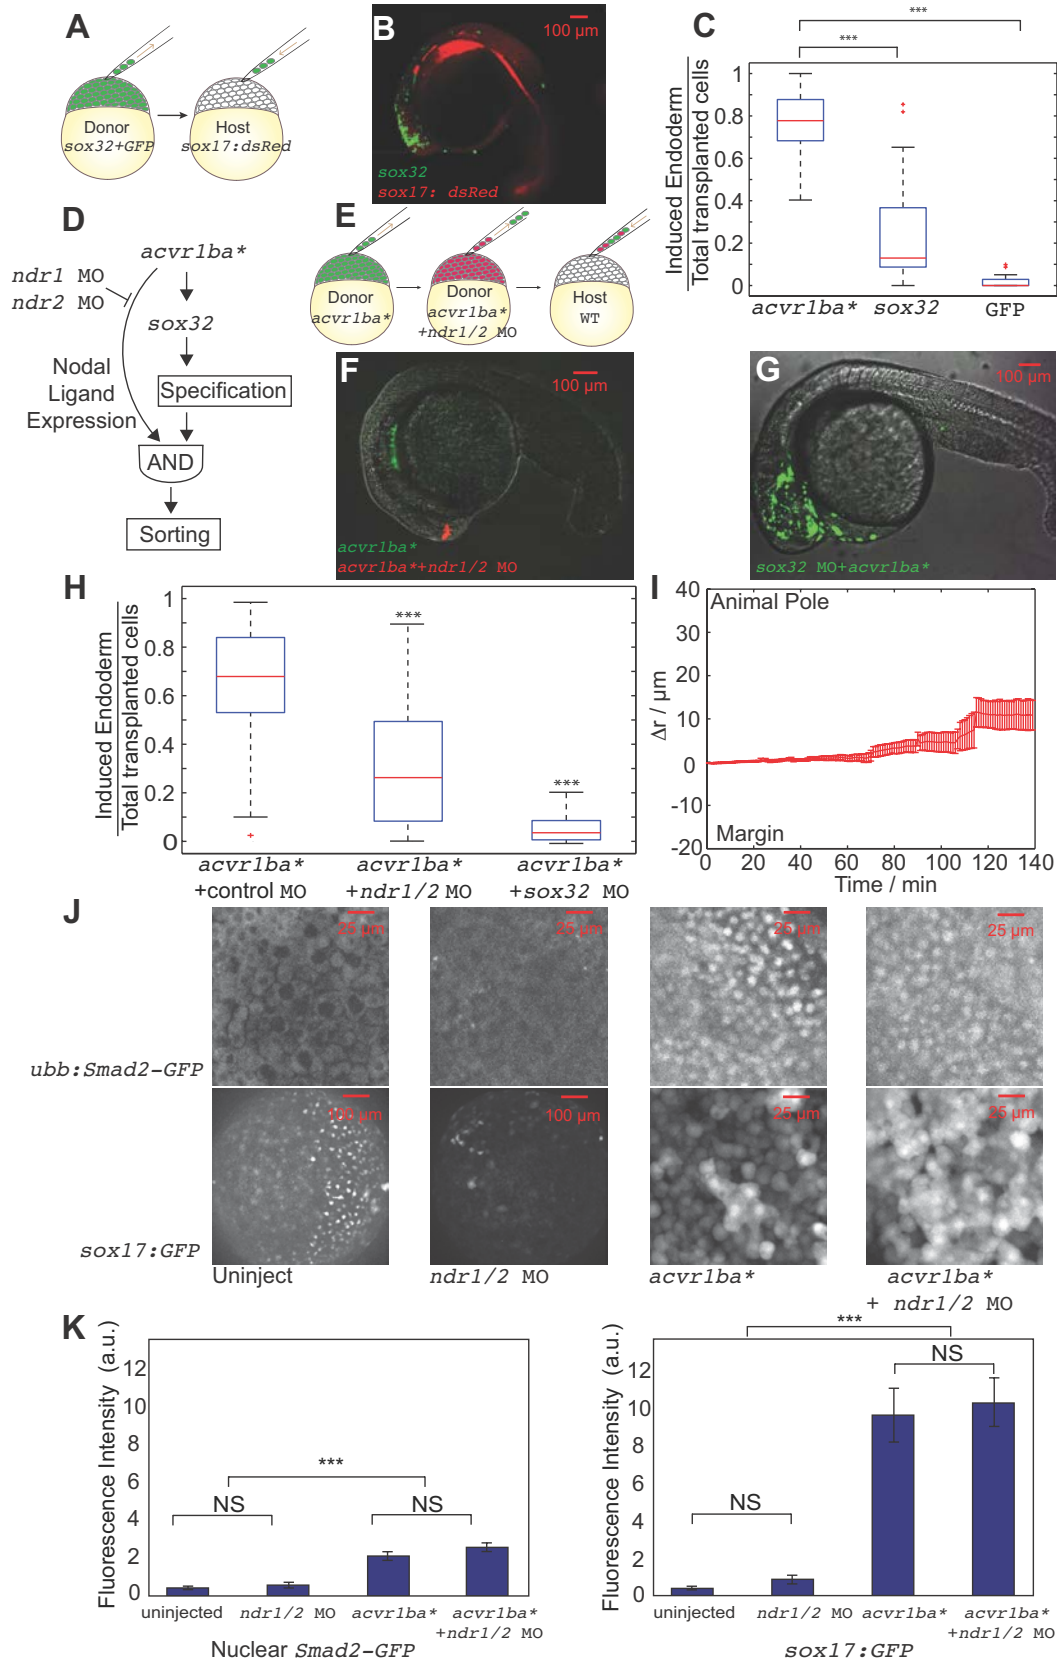 A
Donor
sox32+GFP
Host
sox17:dsRed
B
100 µm
sox32
sox17: dsRed
C
***
***
Induced Endoderm
Total transplanted cells
1
0.8
0.6
0.4
0.2
0
acvr1ba*
sox32
GFP
D
acvr1ba*
ndr1 MO
ndr2 MO
sox32
Nodal
Ligand
Expression
Specification
AND
Sorting
E
Donor
acvr1ba*
Donor
acvr1ba*
+ndr1/2 MO
Host
WT
F
100 µm
acvr1ba*
acvr1ba*+ndr1/2 MO
G
100 µm
sox32 MO+acvr1ba*
H
Induced Endoderm
Total transplanted cells
1
0.8
0.6
0.4
0.2
0
***
***
acvr1ba*
+control MO
acvr1ba*
+ndr1/2 MO
acvr1ba*
+sox32 MO
I
Animal Pole
Margin
Δr / µm
40
30
20
10
0
-10
-20
0 20 40 60 80 100 120 140
Time / min
J
25 µm
25 µm
25 µm
25 µm
ubb:Smad2-GFP
100 µm
100 µm
25 µm
25 µm
sox17:GFP
Uninject
ndr1/2 MO
acvr1ba*
acvr1ba*
+ ndr1/2 MO
K
Fluorescence Intensity (a.u.)
12
10
8
6
4
2
0
***
NS
NS
uninjected
ndr1/2 MO
acvr1ba*
acvr1ba*
+ndr1/2 MO
Nuclear Smad2-GFP
Fluorescence Intensity (a.u.)
12
10
8
6
4
2
0
***
NS
NS
uninjected
ndr1/2 MO
acvr1ba*
acvr1ba*
+ndr1/2 MO
sox17:GFP